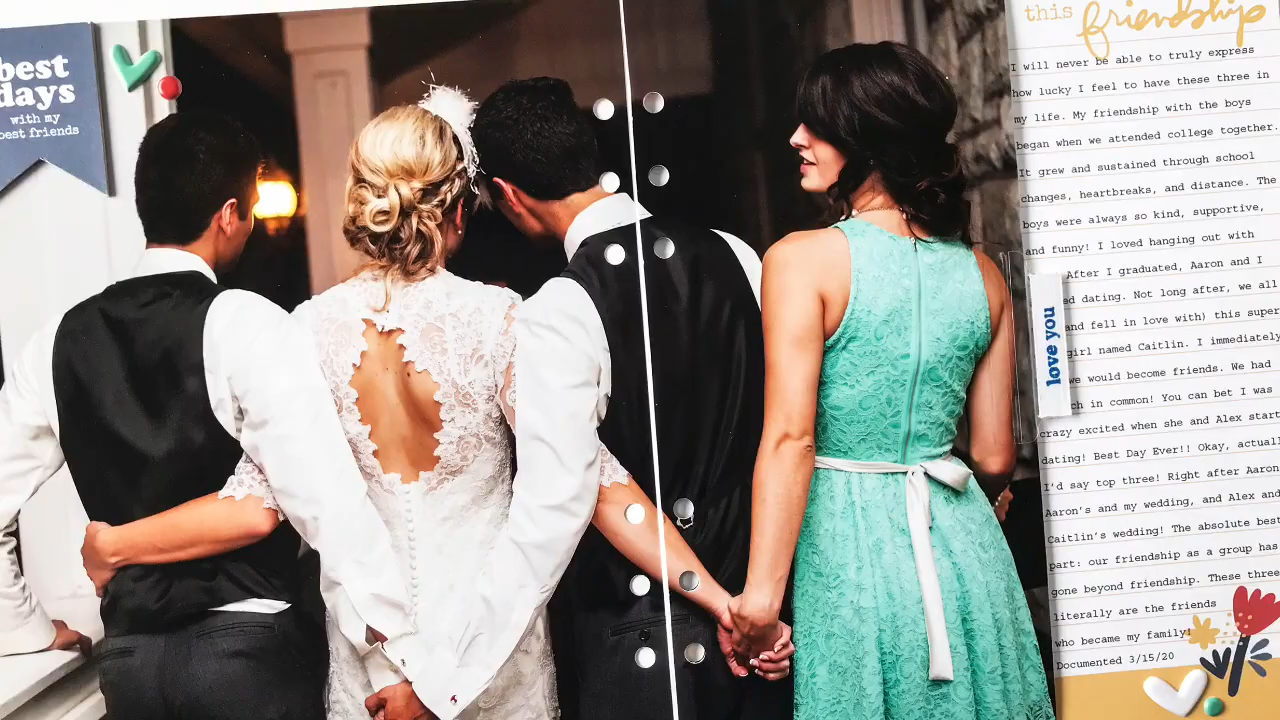 best
days
with my
best friends
this friendship
I will never be able to truly express
how lucky I feel to have these three in
my life. My friendship with the boys
began when we attended college together.
It grew and sustained through school
changes, heartbreaks, and distance. The
boys were always so kind, supportive,
and funny! I loved hanging out with
After I graduated, Aaron and I
ed dating. Not long after, we all
and fell in love with) this super
girl named Caitlin. I immediately
we would become friends. We had
ch in common! You can bet I was
crazy excited when she and Alex start
dating! Best Day Ever!! Okay, actual
I'd say top three! Right after Aaron
Aaron's and my wedding, and Alex and
Caitlin's wedding! The absolute best
part: our friendship as a group has
gone beyond friendship. These three
literally are the friends
who became my family!
Documented 3/15/20
love you